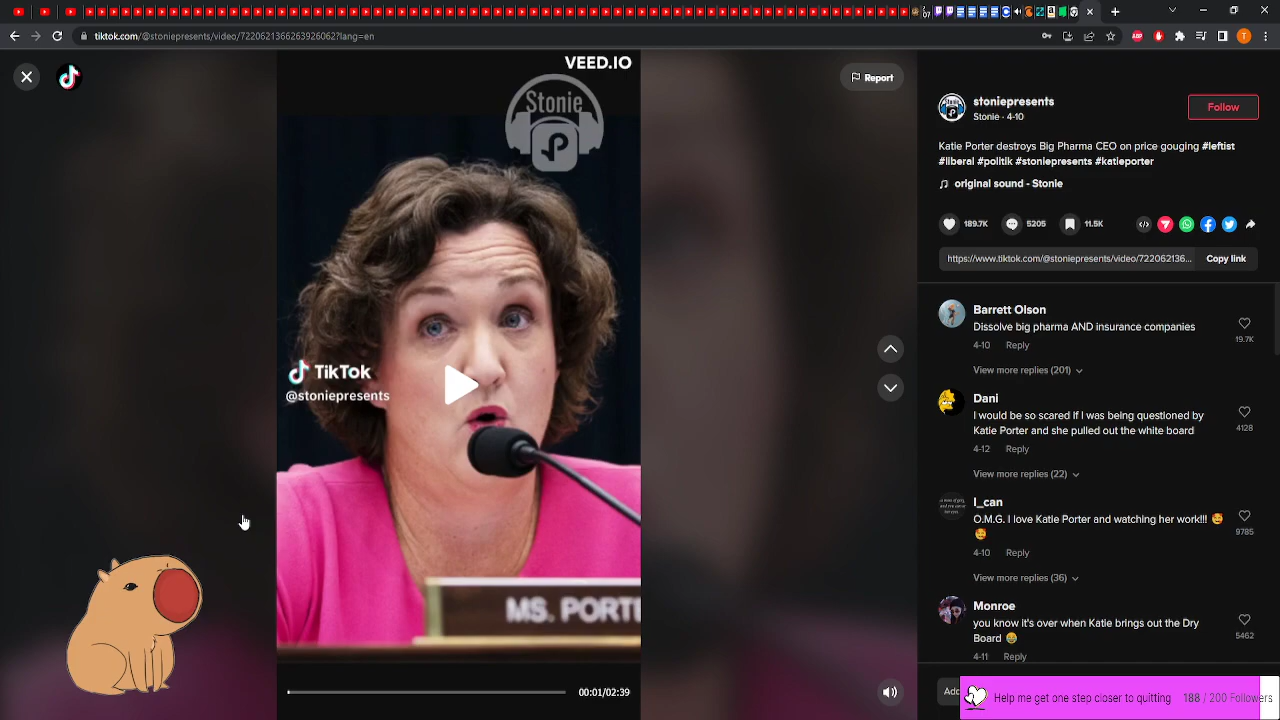 tiktok.com/@stoniepresents/video/7220621366263926062?lang=en
T
VEED.IO
Stonie
TikTok
@stoniepresents
MS. PORTE
00:01/02:39
Report
stoniepresents
Stonie · 4-10
Follow
Katie Porter destroys Big Pharma CEO on price gouging #leftist
#liberal #politik #stoniepresents #katieporter
original sound - Stonie
189.7K
5205
11.5K
https://www.tiktok.com/@stoniepresents/video/722062136...
Copy link
Barrett Olson
Dissolve big pharma AND insurance companies
19.7K
4-10 Reply
View more replies (201)
Dani
I would be so scared If I was being questioned by
Katie Porter and she pulled out the white board
4128
4-12 Reply
View more replies (22)
I_can
O.M.G. I love Katie Porter and watching her work!!! 🥰
🥰
9785
4-10 Reply
View more replies (36)
Monroe
you know it's over when Katie brings out the Dry
Board 😄
5462
4-11 Reply
Add
Help me get one step closer to quitting 188 / 200 Followers